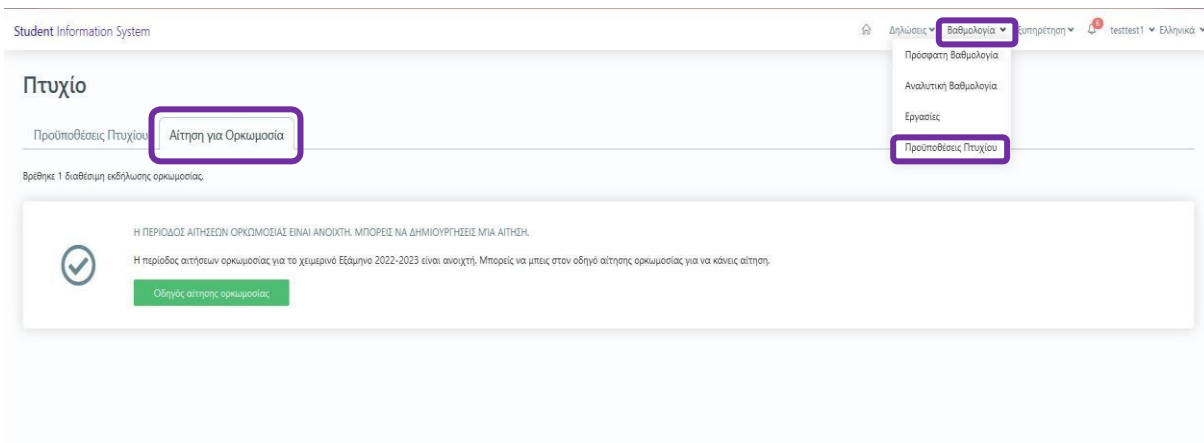 Student Information System
Δηλώσεις Βαθμολογία ξυπηρέτηση 6 testtest1 Ελληνικά
Πρόσφατη Βαθμολογία
Αναλυτική Βαθμολογία
Εργασίες
Προϋποθέσεις Πτυχίου
Πτυχίο
Προϋποθέσεις Πτυχίου Αίτηση για Ορκωμοσία
Βρέθηκε 1 διαθέσιμη εκδήλωσης ορκωμοσίας.
Η ΠΕΡΙΟΔΟΣ ΑΙΤΗΣΕΩΝ ΟΡΚΩΜΟΣΙΑΣ ΕΙΝΑΙ ΑΝΟΙΧΤΗ. ΜΠΟΡΕΙΣ ΝΑ ΔΗΜΙΟΥΡΓΗΣΕΙΣ ΜΊΑ ΑΙΤΗΣΗ.
Η περίοδος αιτήσεων ορκωμοσίας για το χειμερινό Εξάμηνο 2022-2023 είναι ανοιχτή. Μπορείς να μπεις στον οδηγό αίτησης ορκωμοσίας για να κάνεις αίτηση.
Οδηγός αίτησης ορκωμοσίας